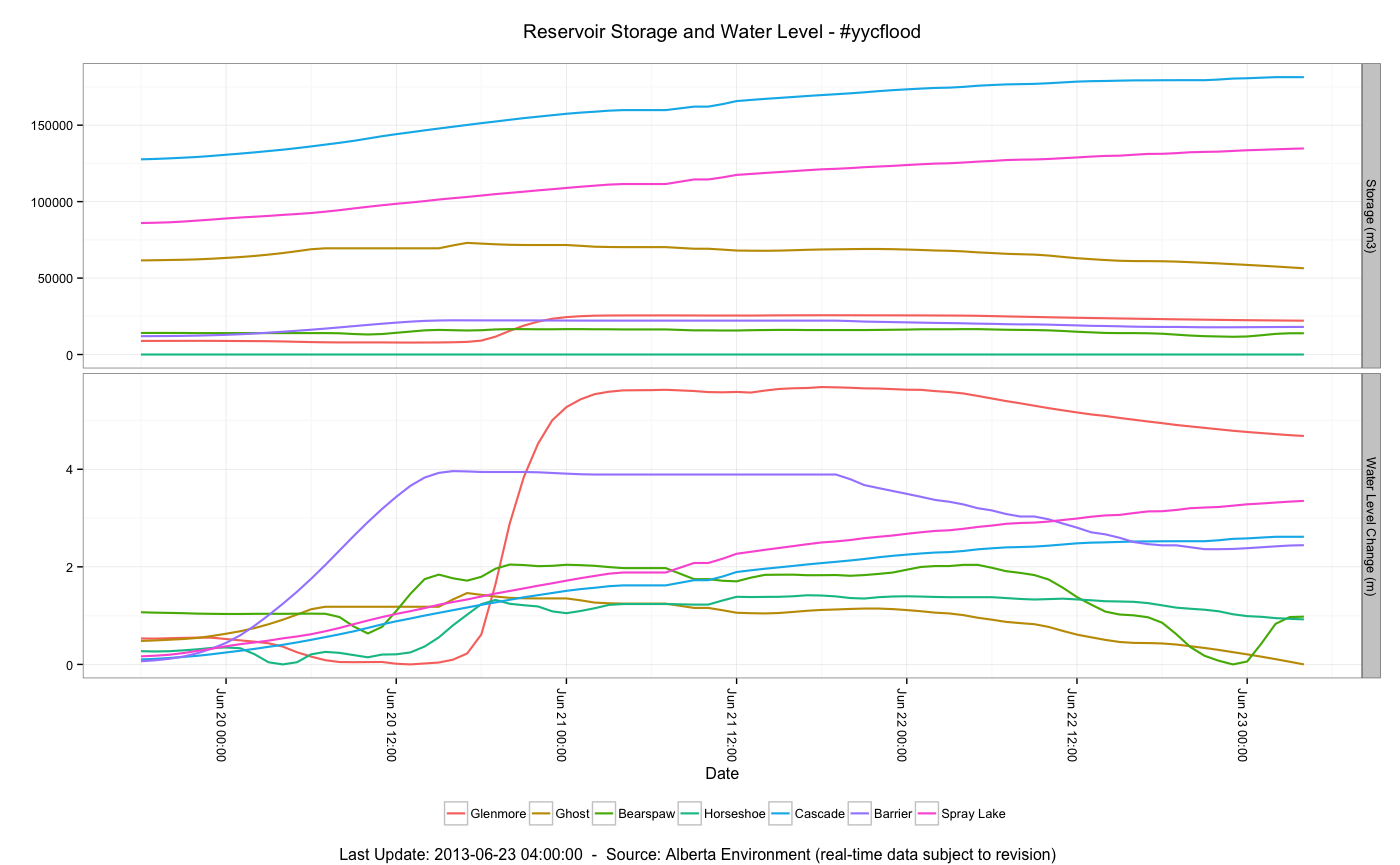 Reservoir Storage and Water Level - #yycflood
150000
100000
50000
0
Storage (m3)
4
2
0
Water Level Change (m)
Jun 20 00:00
Jun 20 12:00
Jun 21 00:00
Jun 21 12:00
Jun 22 00:00
Jun 22 12:00
Jun 23 00:00
Date
Glenmore Ghost Bearspaw Horseshoe Cascade Barrier Spray Lake
Last Update: 2013-06-23 04:00:00 - Source: Alberta Environment (real-time data subject to revision)